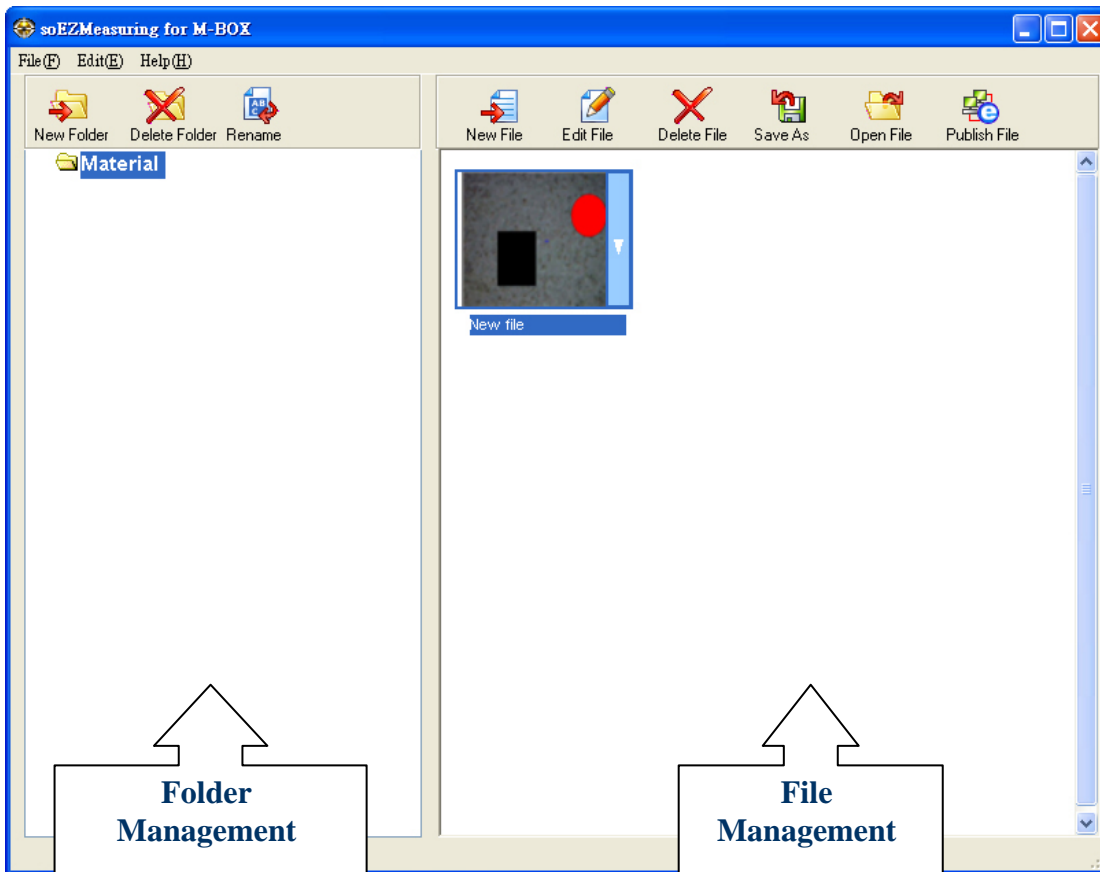 soEZMeasuring for M-BOX
File(F) Edit(E) Help(H)
New Folder Delete Folder Rename
New File Edit File Delete File Save As Open File Publish File
Material
New file
Folder
Management
File
Management